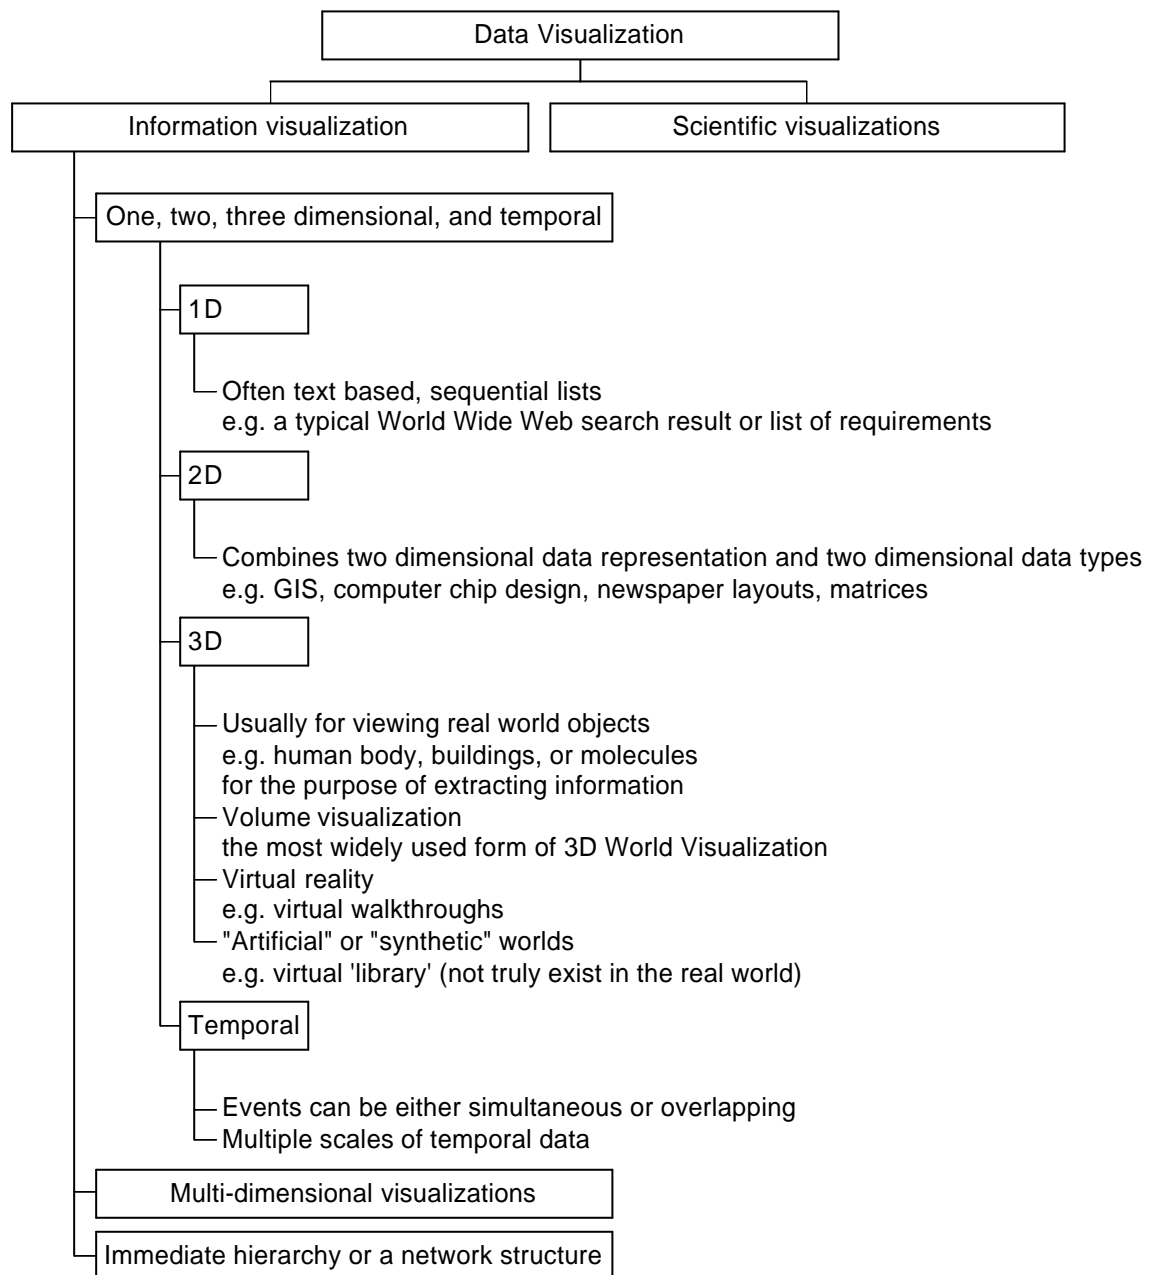 Data Visualization
Information visualization
Scientific visualizations
One, two, three dimensional, and temporal
1D
Often text based, sequential lists
e.g. a typical World Wide Web search result or list of requirements
2D
Combines two dimensional data representation and two dimensional data types
e.g. GIS, computer chip design, newspaper layouts, matrices
3D
Usually for viewing real world objects
e.g. human body, buildings, or molecules
for the purpose of extracting information
Volume visualization
the most widely used form of 3D World Visualization
Virtual reality
e.g. virtual walkthroughs
"Artificial" or "synthetic" worlds
e.g. virtual 'library' (not truly exist in the real world)
Temporal
Events can be either simultaneous or overlapping
Multiple scales of temporal data
Multi-dimensional visualizations
Immediate hierarchy or a network structure